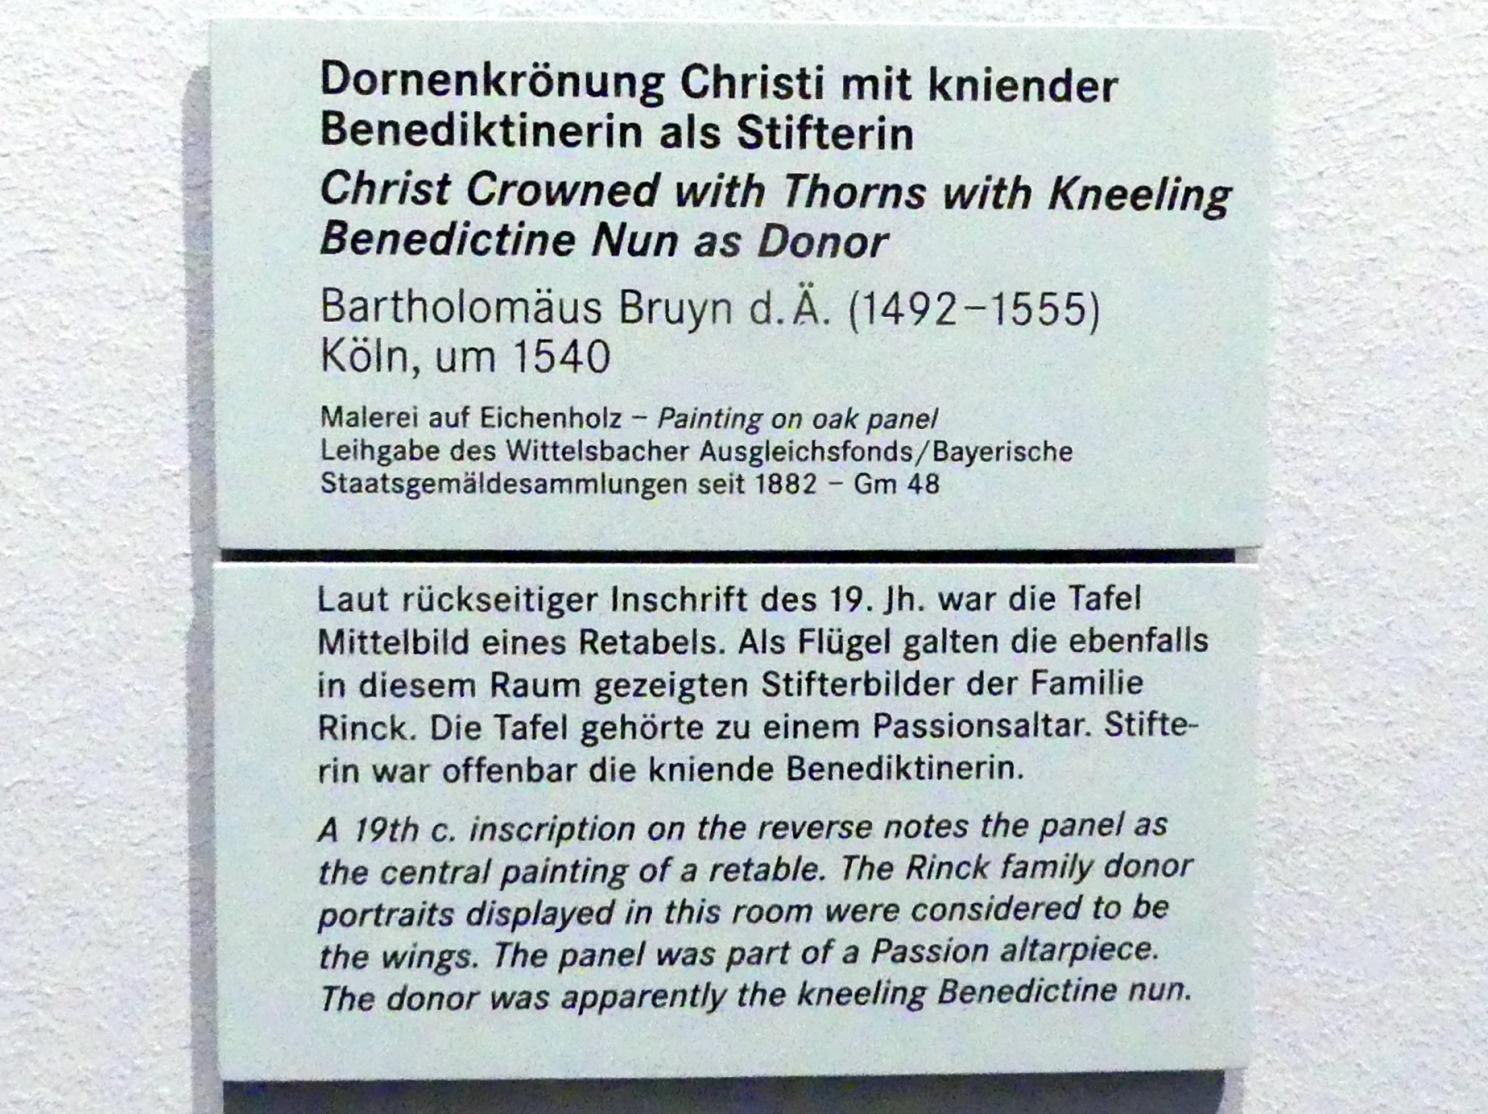 Dornenkrönung Christi mit kniender
Benediktinerin als Stifterin
Christ Crowned with Thorns with Kneeling
Benedictine Nun as Donor
Bartholomäus Bruyn d. Ä. (1492–1555)
Köln, um 1540
Malerei auf Eichenholz – Painting on oak panel
Leihgabe des Wittelsbacher Ausgleichsfonds/Bayerische
Staatsgemäldesammlungen seit 1882 – Gm 48
Laut rückseitiger Inschrift des 19. Jh. war die Tafel
Mittelbild eines Retabels. Als Flügel galten die ebenfalls
in diesem Raum gezeigten Stifterbilder der Familie
Rinck. Die Tafel gehörte zu einem Passionsaltar. Stifte-
rin war offenbar die kniende Benediktinerin.
A 19th c. inscription on the reverse notes the panel as
the central painting of a retable. The Rinck family donor
portraits displayed in this room were considered to be
the wings. The panel was part of a Passion altarpiece.
The donor was apparently the kneeling Benedictine nun.